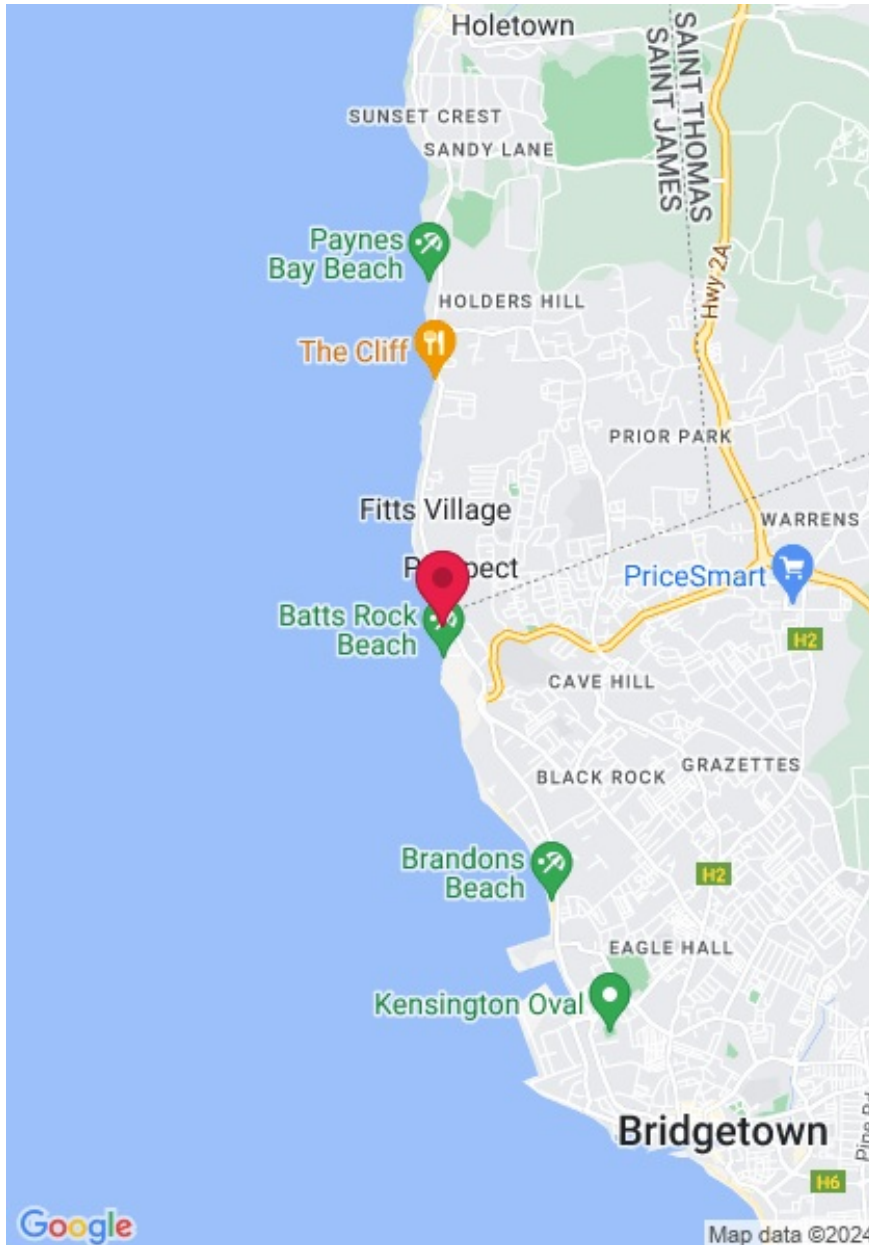 Holetown
SAINT THOMAS
SAINT JAMES
SUNSET CREST
SANDY LANE
Paynes
Bay Beach
HOLDERS HILL
Hwy 2A
The Cliff
PRIOR PARK
Fitts Village
WARRENS
PriceSmart
Batts Rock
Beach
H2
CAVE HILL
GRAZETTES
BLACK ROCK
Brandons
Beach
H2
EAGLE HALL
Kensington Oval
Bridgetown
Pine Rd
H6
Google
Map data ©2024